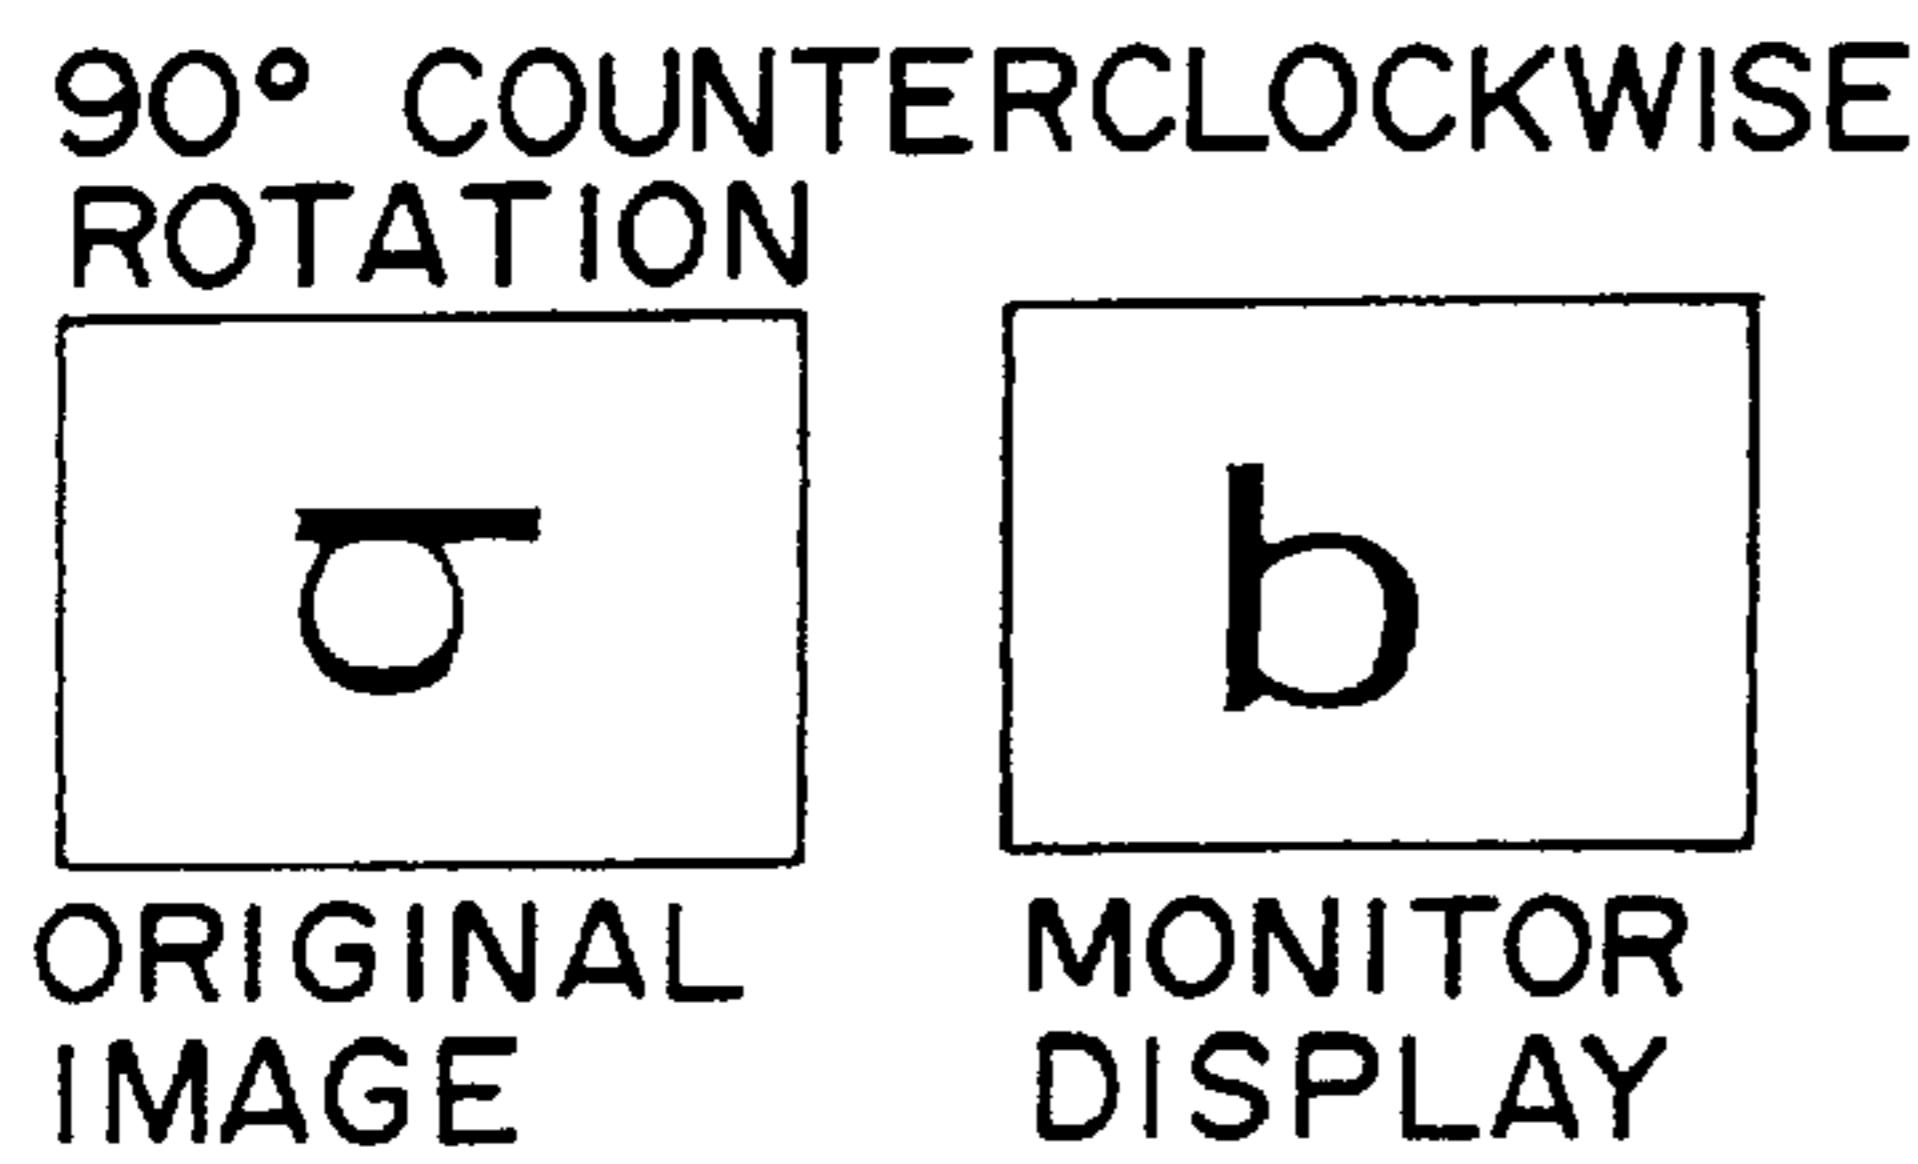 90° COUNTERCLOCKWISE
ROTATION
σ
b
ORIGINAL
IMAGE
MONITOR
DISPLAY